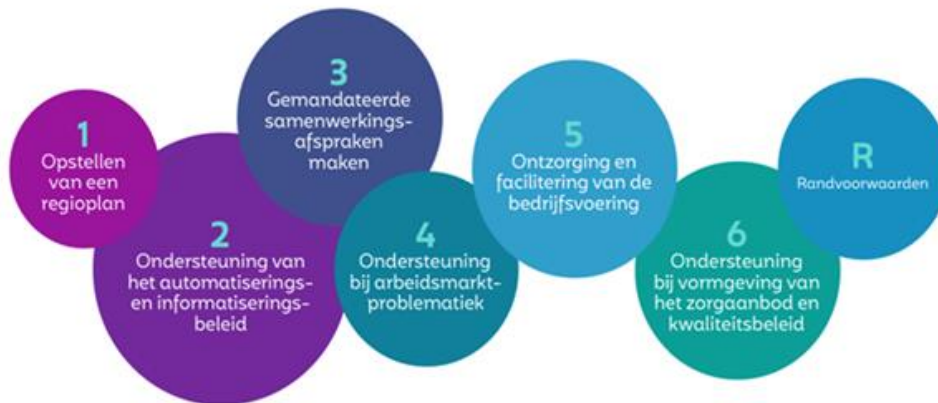 1
Opstellen
van een
regioplan
2
Ondersteuning van
het automatiserings-
en informatiserings-
beleid
3
Gemandateerde
samenwerkings-
afspraken
maken
4
Ondersteuning
bij arbeidsmarkt-
problematiek
5
Ontzorging en
facilitering van de
bedrijfsvoering
6
Ondersteuning
bij vormgeving van
het zorgaanbod en
kwaliteitsbeleid
R
Randvoorwaarden